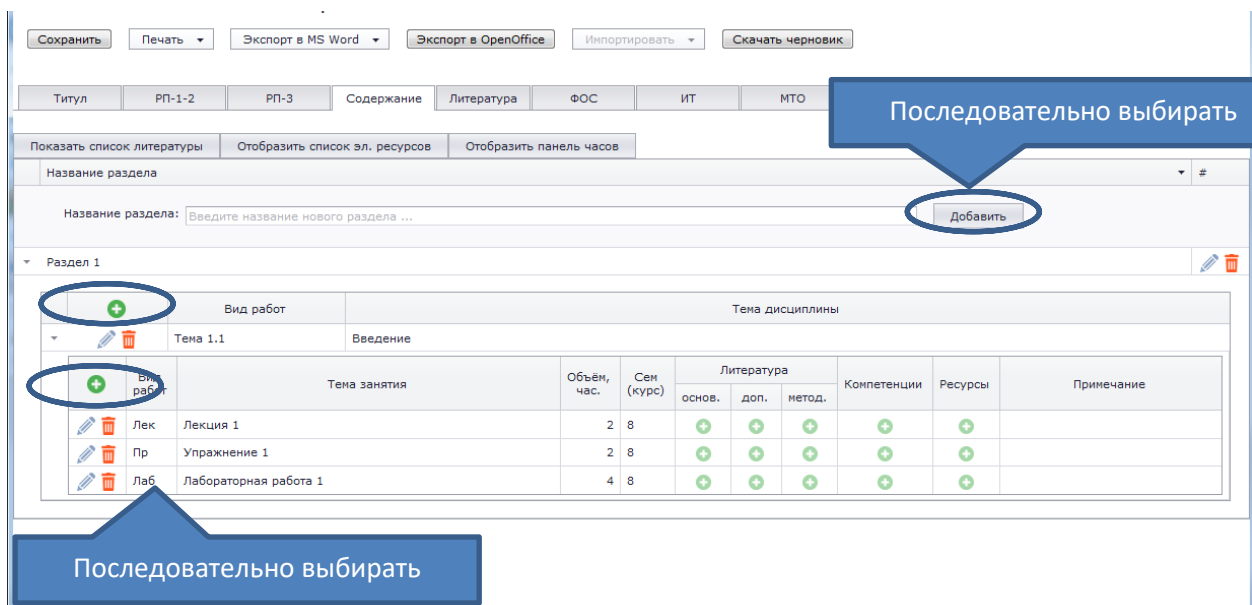 Сохранить Печать Экспорт в MS Word Экспорт в OpenOffice Импортировать Скачать черновик
Титул РП-1-2 РП-3 Содержание Литература ФОС ИТ МТО
Последовательно выбирать
Показать список литературы Отобразить список эл. ресурсов Отобразить панель часов
Название раздела #
Название раздела: Введите название нового раздела ... Добавить
Раздел 1
Вид работ Тема дисциплины
Тема 1.1 Введение
Вид работ Тема занятия Объём, час. Сем (курс) Литература Компетенции Ресурсы Примечание
основ. доп. метод.
Лек Лекция 1 2 8
Пр Упражнение 1 2 8
Лаб Лабораторная работа 1 4 8
Последовательно выбирать